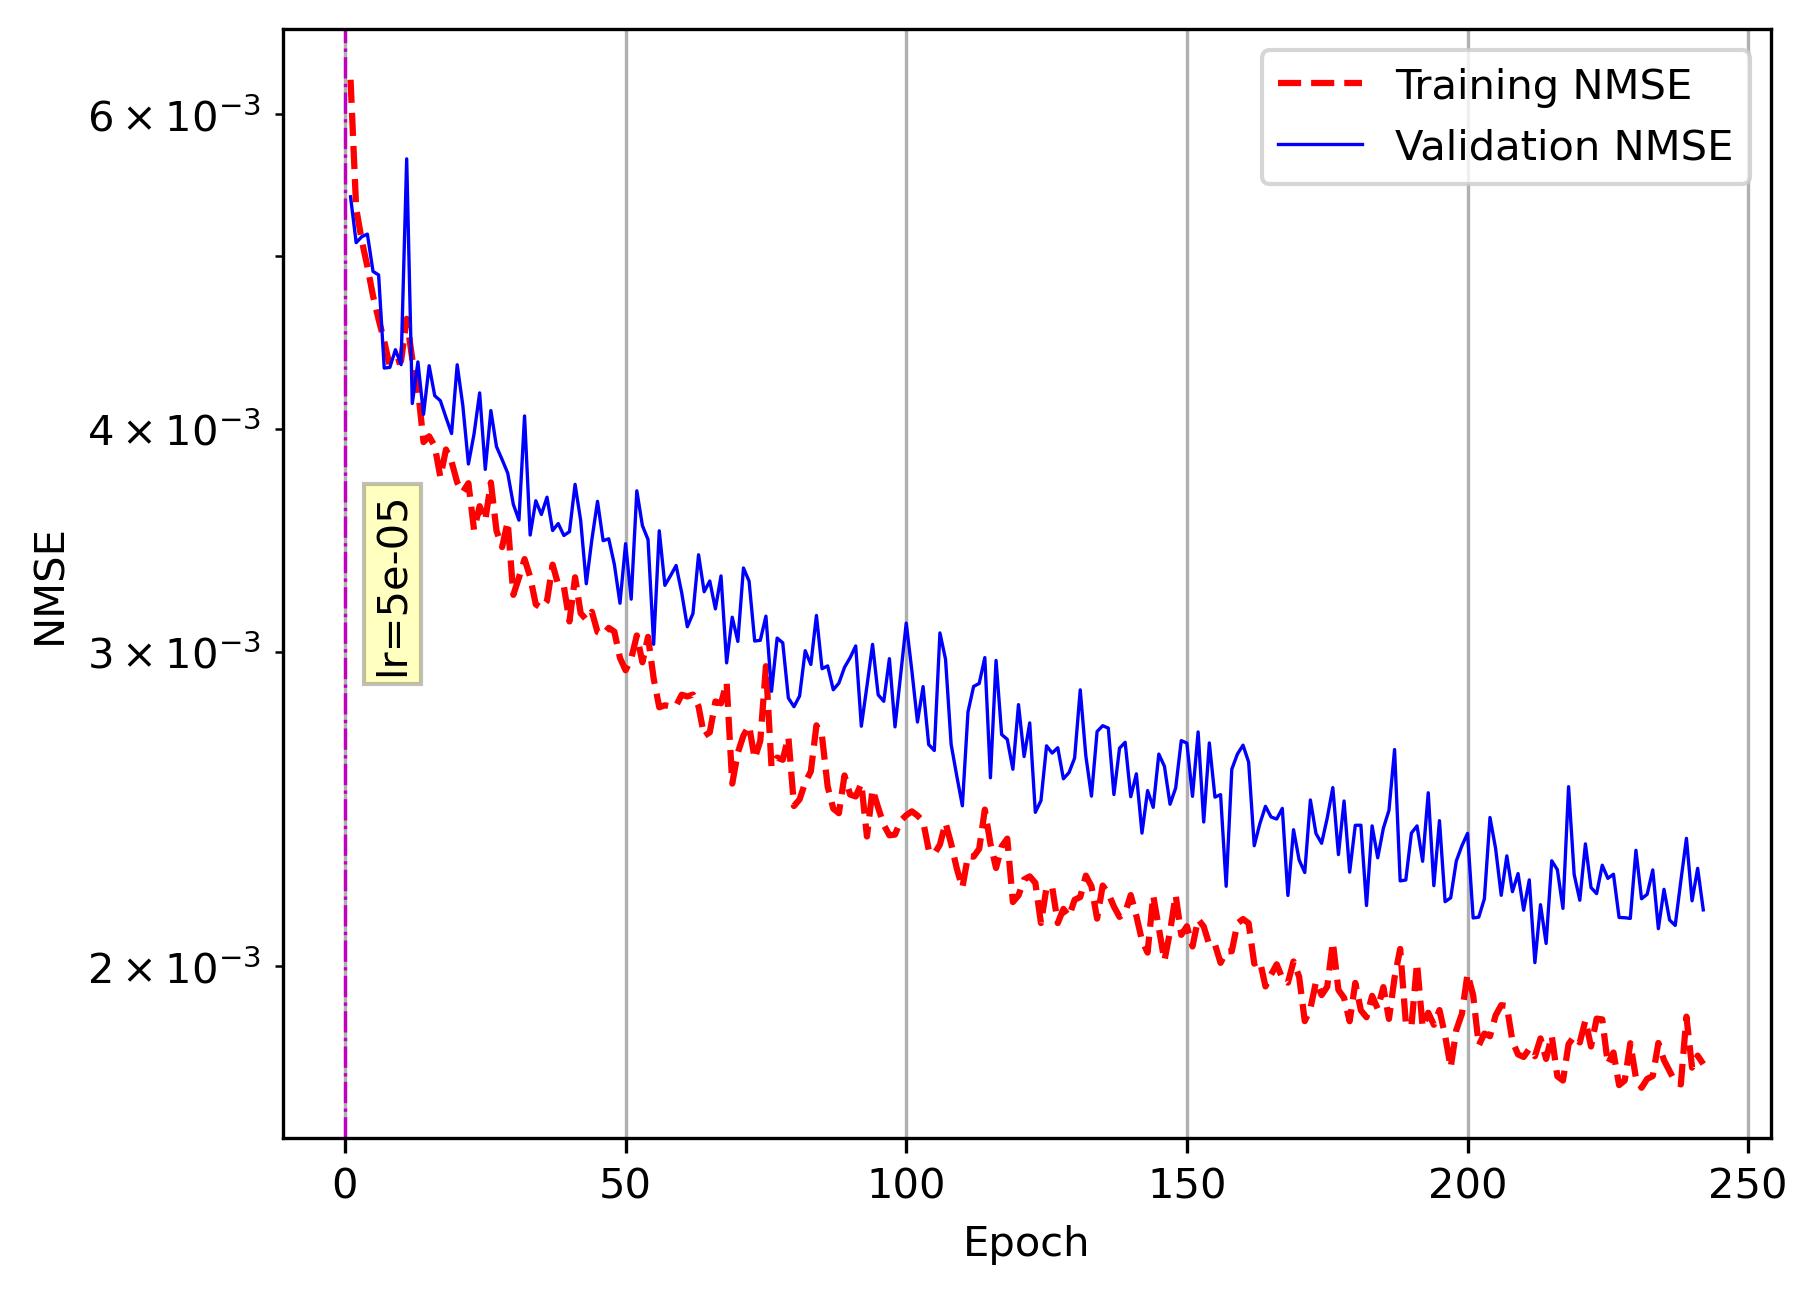 Training NMSE
Validation NMSE
6 × 10⁻³
4 × 10⁻³
3 × 10⁻³
2 × 10⁻³
NMSE
lr=5e-05
0 50 100 150 200 250
Epoch